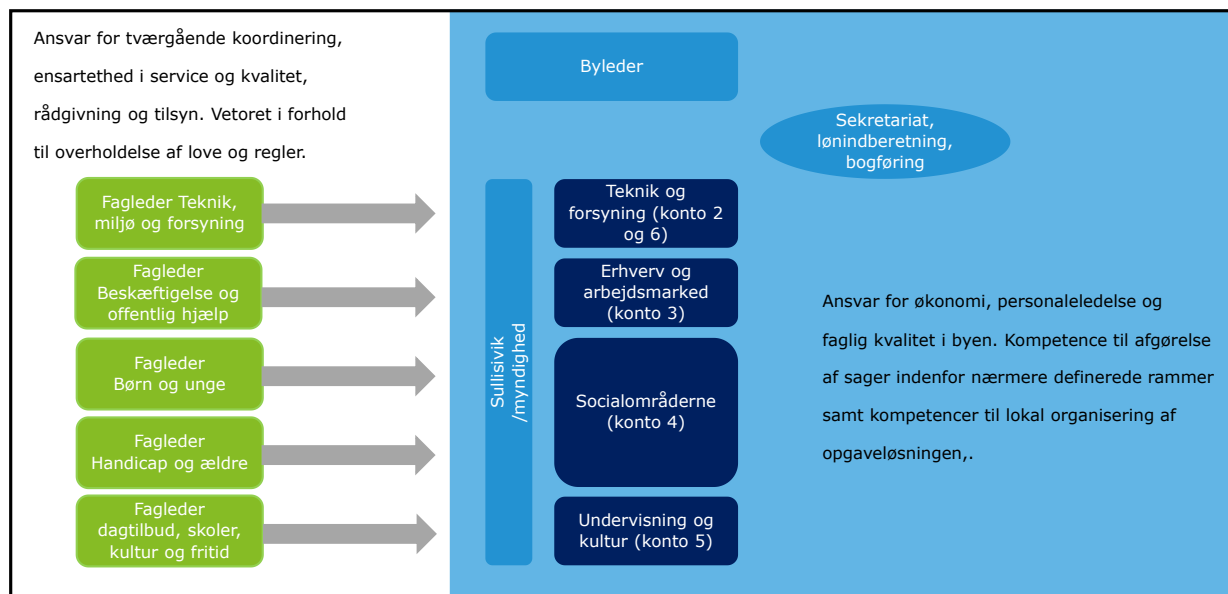 Ansvar for tværgående koordinering,
ensartethed i service og kvalitet,
rådgivning og tilsyn. Vetoret i forhold
til overholdelse af love og regler.
Fagleder Teknik,
miljø og forsyning
Fagleder
Beskæftigelse og
offentlig hjælp
Fagleder
Børn og unge
Fagleder
Handicap og ældre
Fagleder
dagtilbud, skoler,
kultur og fritid
Byleder
Sekretariat,
lønindberetning,
bogføring
Sullisivik
/myndighed
Teknik og
forsyning (konto 2
og 6)
Erhverv og
arbejdsmarked
(konto 3)
Socialområderne
(konto 4)
Undervisning og
kultur (konto 5)
Ansvar for økonomi, personaleledelse og
faglig kvalitet i byen. Kompetence til afgørelse
af sager indenfor nærmere definerede rammer
samt kompetencer til lokal organisering af
opgaveløsningen,.